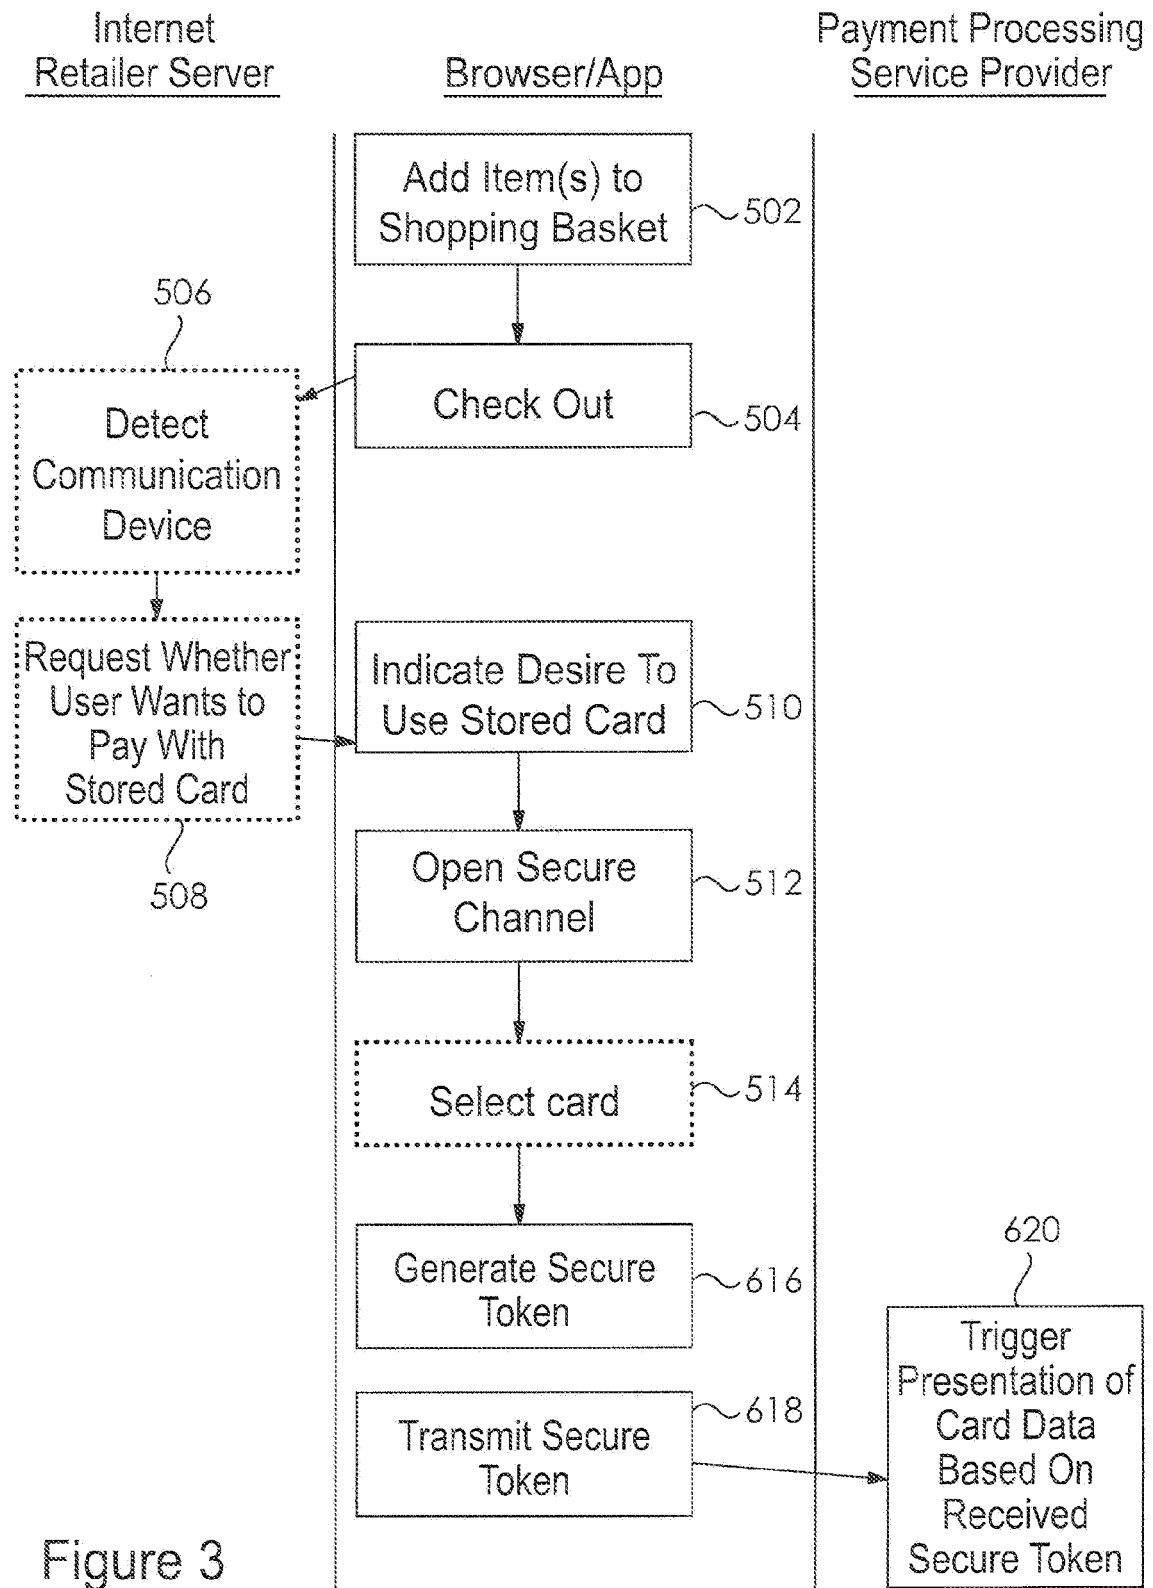 Internet
Retailer Server
Browser/App
Payment Processing
Service Provider
Add Item(s) to
Shopping Basket
502
506
Check Out
504
Detect
Communication
Device
Request Whether
User Wants to
Pay With
Stored Card
508
Indicate Desire To
Use Stored Card
510
Open Secure
Channel
512
Select card
514
Generate Secure
Token
616
Transmit Secure
Token
618
620
Trigger
Presentation of
Card Data
Based On
Received
Secure Token
Figure 3